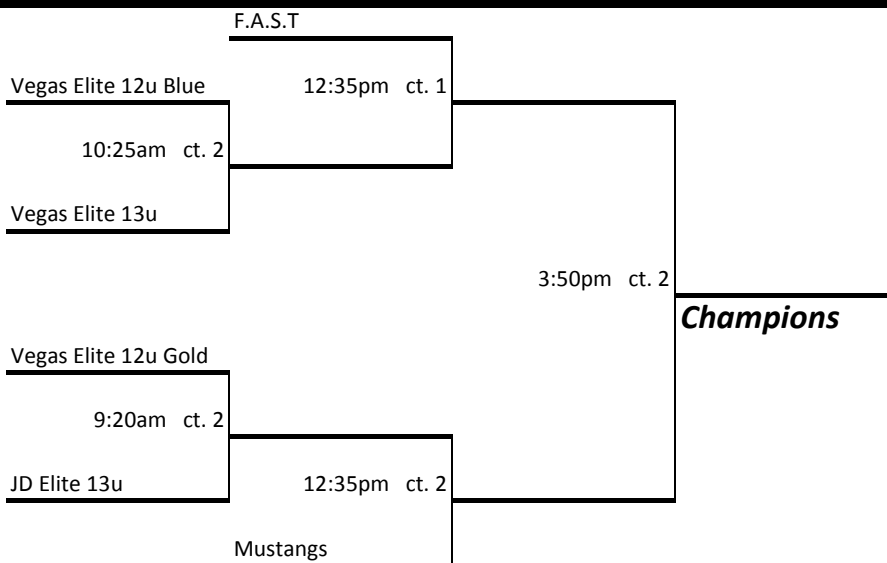 F.A.S.T
Vegas Elite 12u Blue
12:35pm ct. 1
10:25am ct. 2
Vegas Elite 13u
3:50pm ct. 2
Champions
Vegas Elite 12u Gold
9:20am ct. 2
JD Elite 13u
12:35pm ct. 2
Mustangs